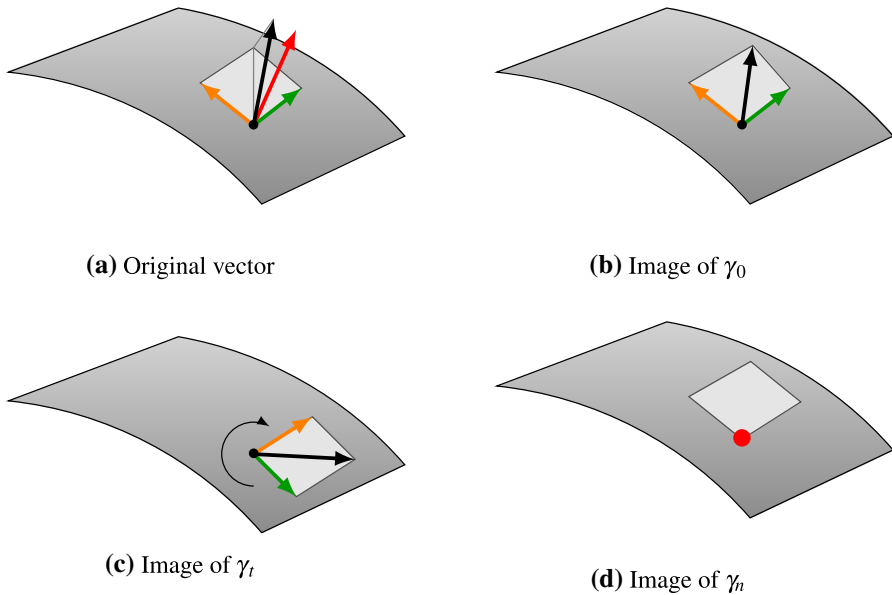 (a) Original vector
(b) Image of γ₀
(c) Image of γₜ
(d) Image of γₙ